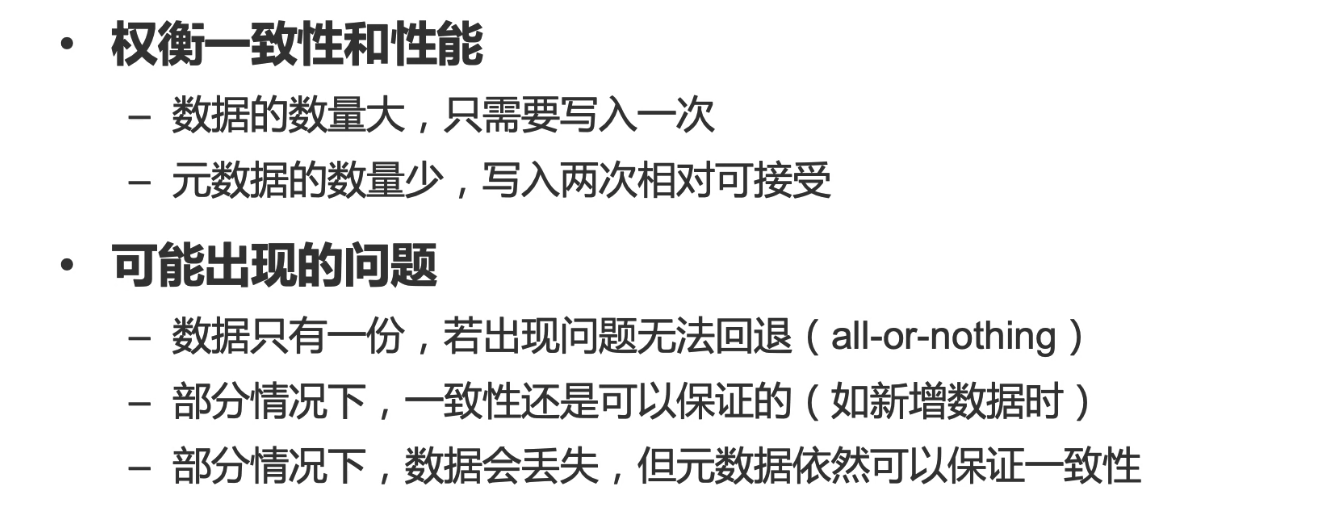 • 权衡一致性和性能
– 数据的数量大，只需要写入一次
– 元数据的数量少，写入两次相对可接受
• 可能出现的问题
– 数据只有一份，若出现问题无法回退（all-or-nothing）
– 部分情况下，一致性还是可以保证的（如新增数据时）
– 部分情况下，数据会丢失，但元数据依然可以保证一致性